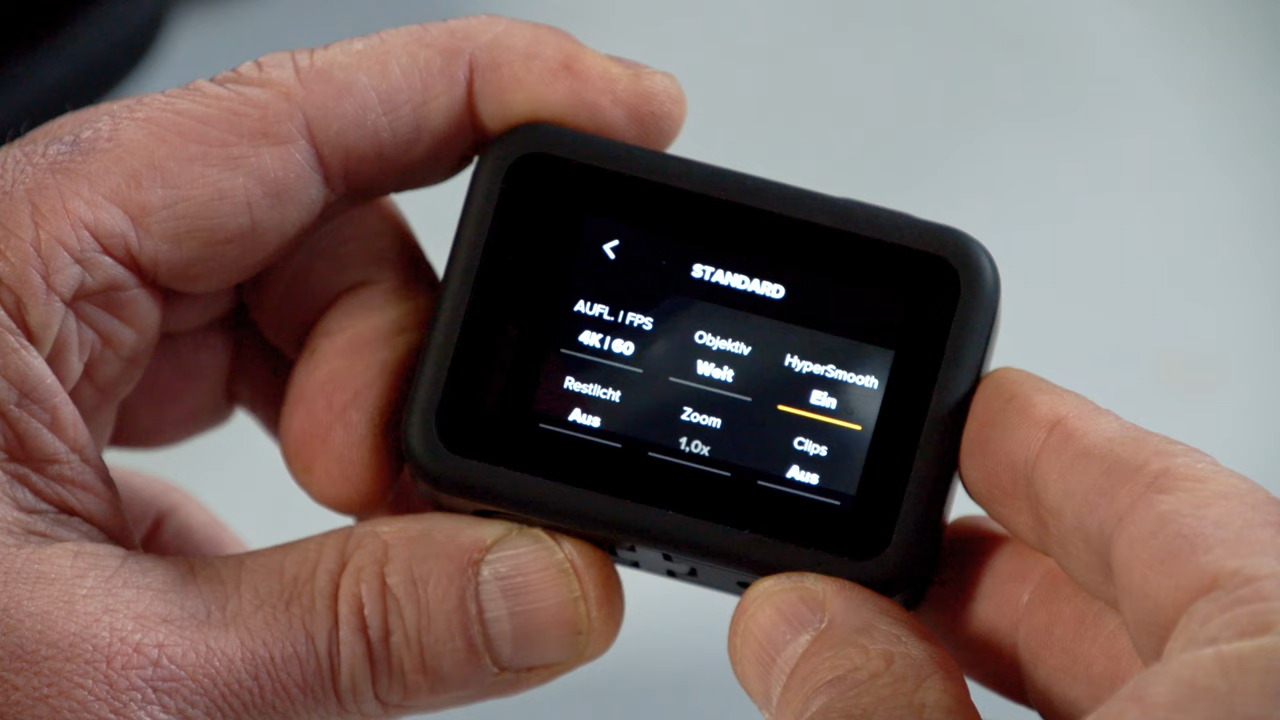 STANDARD
AUFL. | FPS
4K | 60
Objektiv
Weit
HyperSmooth
Ein
Restlicht
Aus
Zoom
1,0x
Clips
Aus